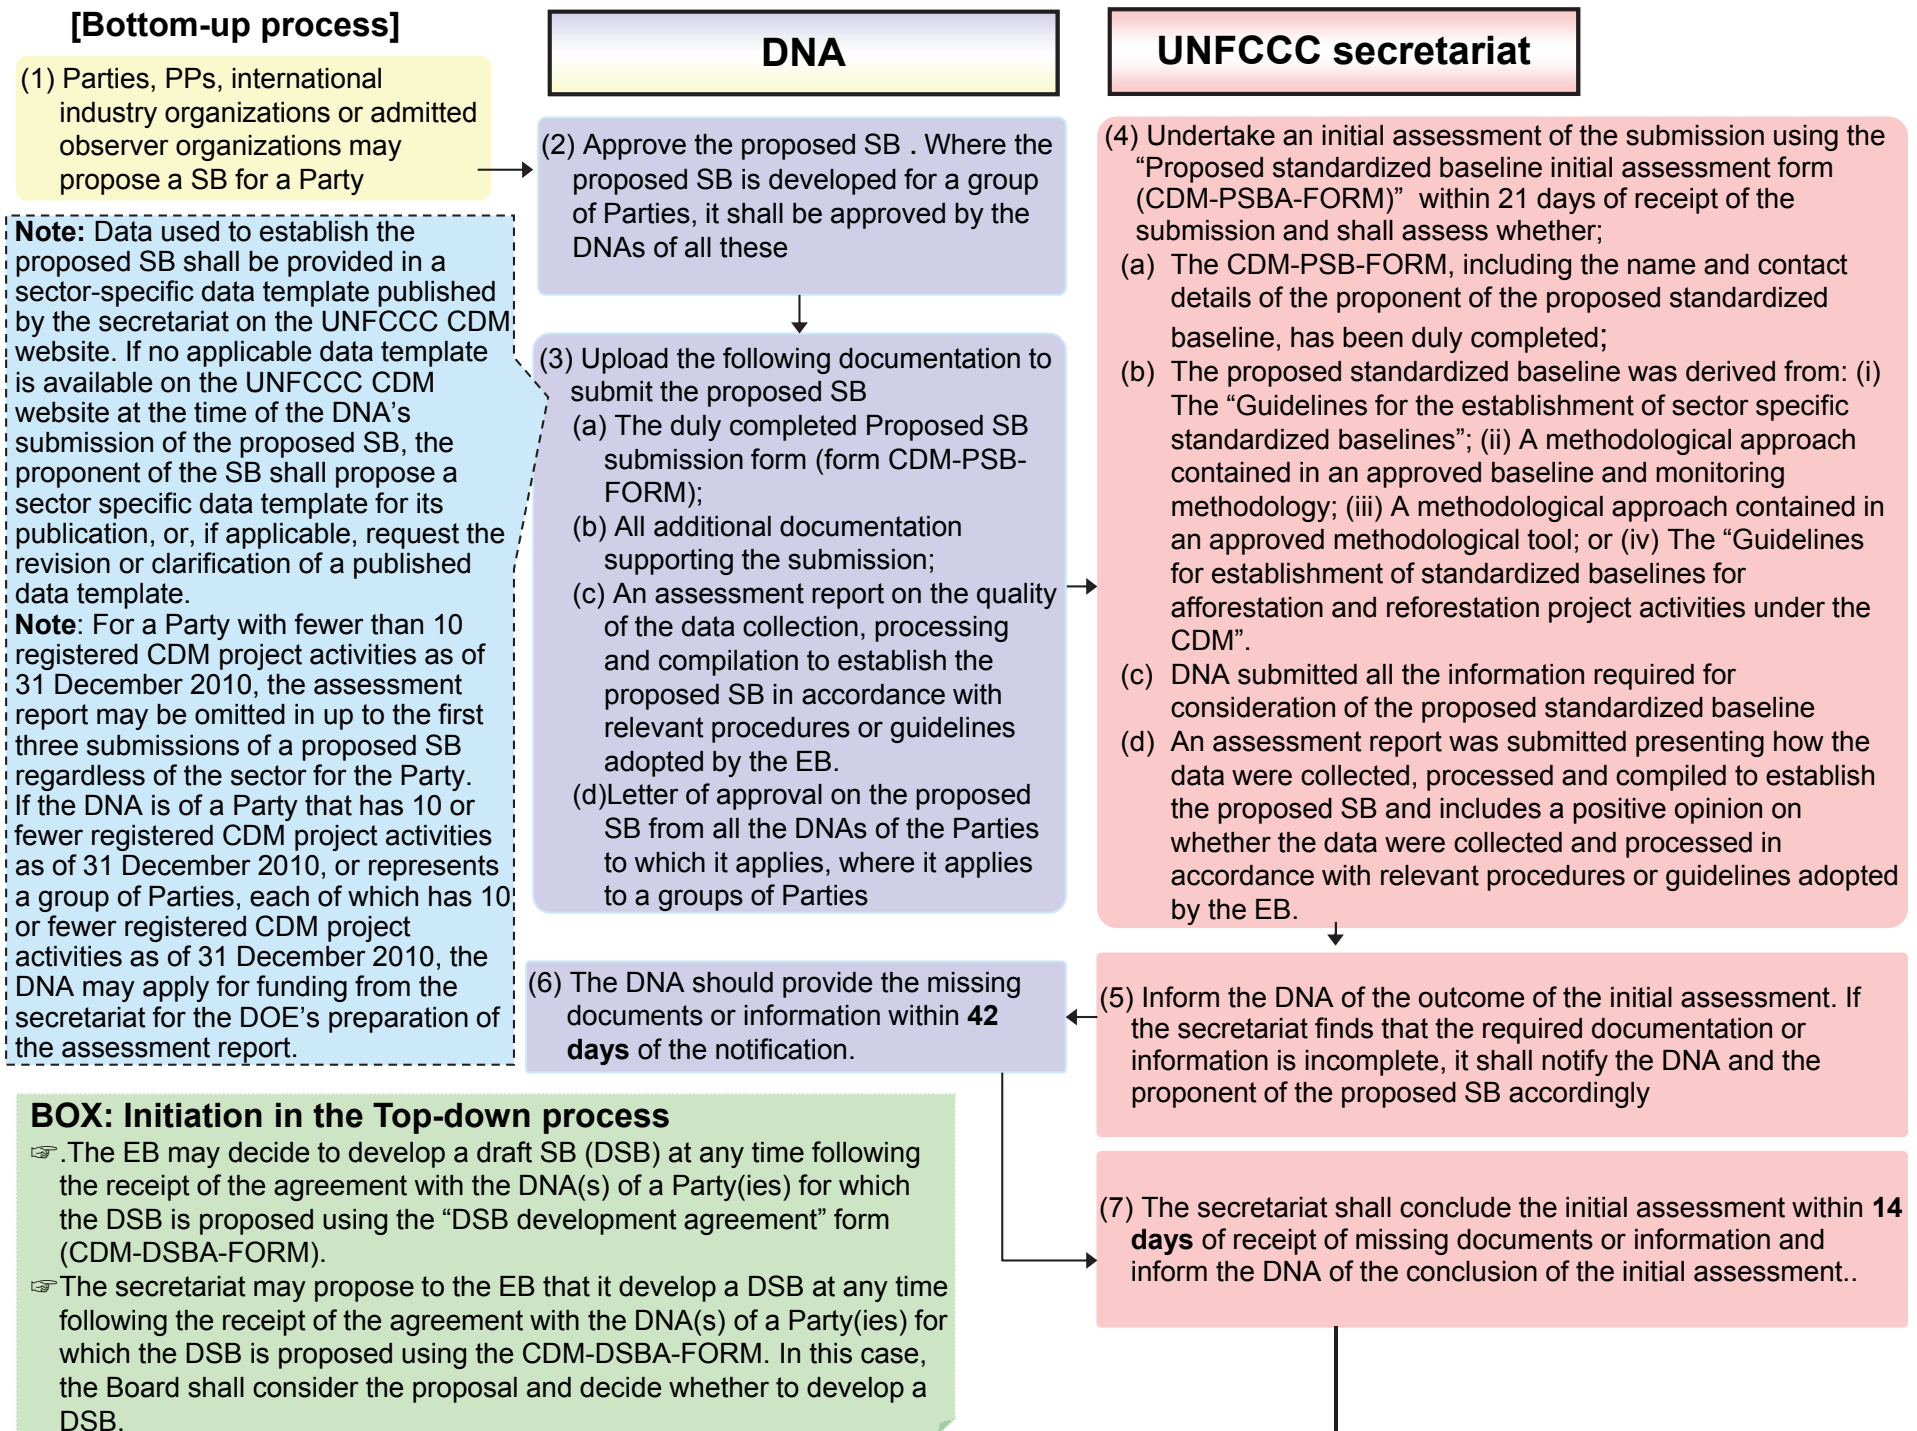 [Bottom-up process]
(1) Parties, PPs, international
industry organizations or admitted
observer organizations may
propose a SB for a Party
Note: Data used to establish the
proposed SB shall be provided in a
sector-specific data template published
by the secretariat on the UNFCCC CDM
website. If no applicable data template
is available on the UNFCCC CDM
website at the time of the DNA's
submission of the proposed SB, the
proponent of the SB shall propose a
sector specific data template for its
publication, or, if applicable, request the
revision or clarification of a published
data template.
Note: For a Party with fewer than 10
registered CDM project activities as of
31 December 2010, the assessment
report may be omitted in up to the first
three submissions of a proposed SB
regardless of the sector for the Party.
If the DNA is of a Party that has 10 or
fewer registered CDM project activities
as of 31 December 2010, or represents
a group of Parties, each of which has 10
or fewer registered CDM project
activities as of 31 December 2010, the
DNA may apply for funding from the
secretariat for the DOE's preparation of
the assessment report.
DNA
(2) Approve the proposed SB . Where the
proposed SB is developed for a group
of Parties, it shall be approved by the
DNAs of all these
(3) Upload the following documentation to
submit the proposed SB
(a) The duly completed Proposed SB
submission form (form CDM-PSB-
FORM);
(b) All additional documentation
supporting the submission;
(c) An assessment report on the quality
of the data collection, processing
and compilation to establish the
proposed SB in accordance with
relevant procedures or guidelines
adopted by the EB.
(d)Letter of approval on the proposed
SB from all the DNAs of the Parties
to which it applies, where it applies
to a groups of Parties
UNFCCC secretariat
(4) Undertake an initial assessment of the submission using the
“Proposed standardized baseline initial assessment form
(CDM-PSBA-FORM)” within 21 days of receipt of the
submission and shall assess whether;
(a) The CDM-PSB-FORM, including the name and contact
details of the proponent of the proposed standardized
baseline, has been duly completed;
(b) The proposed standardized baseline was derived from: (i)
The “Guidelines for the establishment of sector specific
standardized baselines”; (ii) A methodological approach
contained in an approved baseline and monitoring
methodology; (iii) A methodological approach contained in
an approved methodological tool; or (iv) The “Guidelines
for establishment of standardized baselines for
afforestation and reforestation project activities under the
CDM”.
(c) DNA submitted all the information required for
consideration of the proposed standardized baseline
(d) An assessment report was submitted presenting how the
data were collected, processed and compiled to establish
the proposed SB and includes a positive opinion on
whether the data were collected and processed in
accordance with relevant procedures or guidelines adopted
by the EB.
(5) Inform the DNA of the outcome of the initial assessment. If
the secretariat finds that the required documentation or
information is incomplete, it shall notify the DNA and the
proponent of the proposed SB accordingly
(6) The DNA should provide the missing
documents or information within 42
days of the notification.
(7) The secretariat shall conclude the initial assessment within 14
days of receipt of missing documents or information and
inform the DNA of the conclusion of the initial assessment..
BOX: Initiation in the Top-down process
☞.The EB may decide to develop a draft SB (DSB) at any time following
the receipt of the agreement with the DNA(s) of a Party(ies) for which
the DSB is proposed using the “DSB development agreement” form
(CDM-DSBA-FORM).
☞The secretariat may propose to the EB that it develop a DSB at any time
following the receipt of the agreement with the DNA(s) of a Party(ies) for
which the DSB is proposed using the CDM-DSBA-FORM. In this case,
the Board shall consider the proposal and decide whether to develop a
DSB.